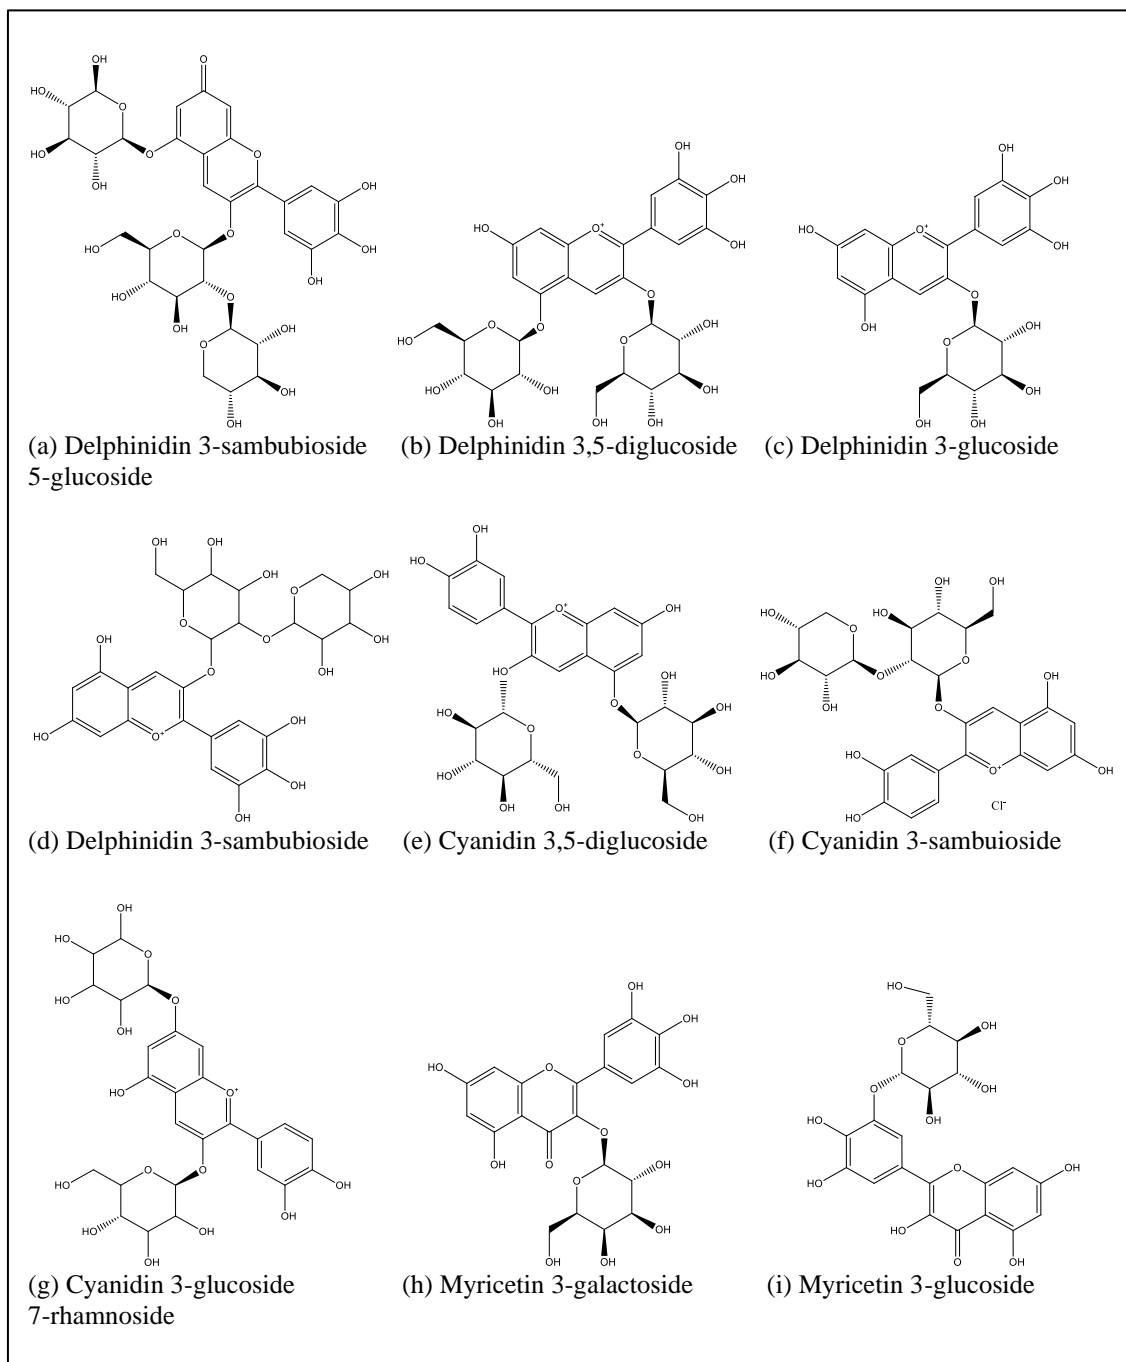 (a) Delphinidin 3-sambubioside
5-glucoside
(b) Delphinidin 3,5-diglucoside
(c) Delphinidin 3-glucoside
(d) Delphinidin 3-sambubioside
(e) Cyanidin 3,5-diglucoside
Cl-
(f) Cyanidin 3-sambuioside
(g) Cyanidin 3-glucoside
7-rhamnoside
(h) Myricetin 3-galactoside
(i) Myricetin 3-glucoside